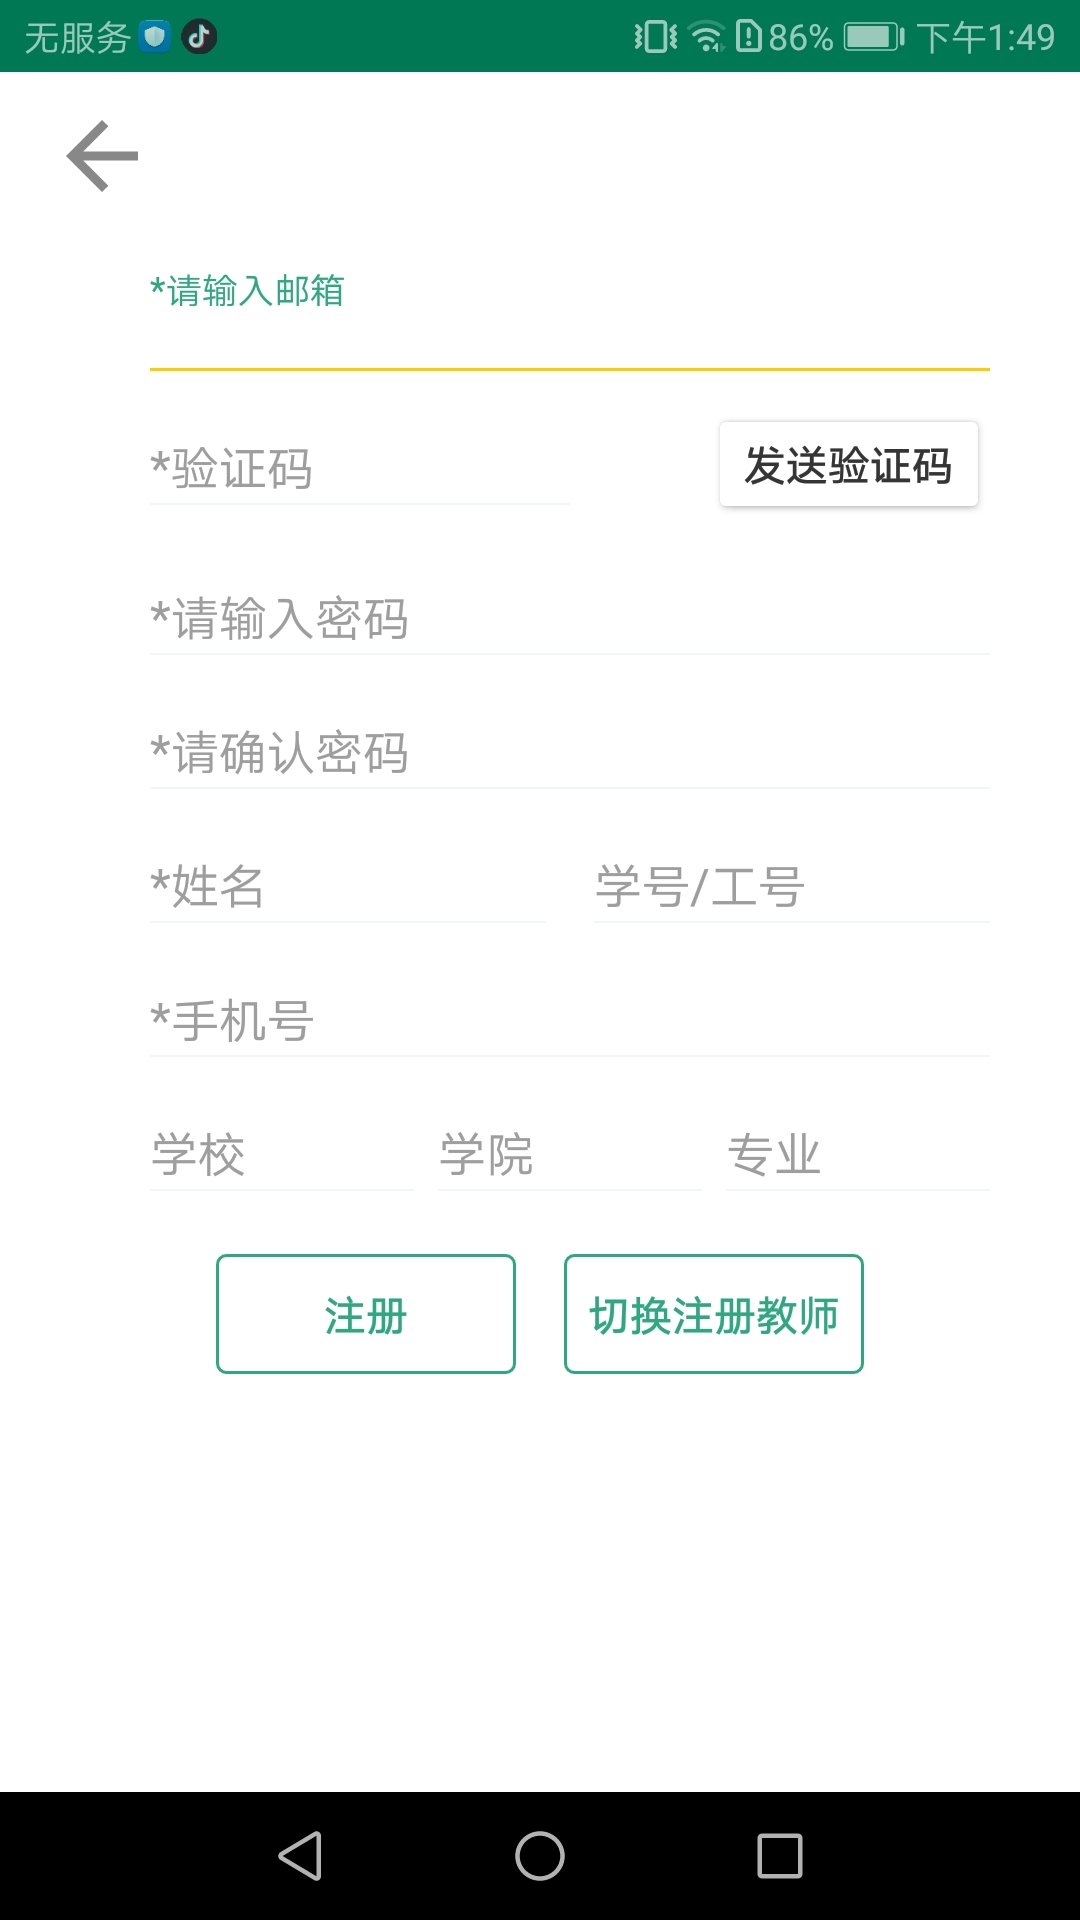 无服务 86% 下午1:49
*请输入邮箱
*验证码 发送验证码
*请输入密码
*请确认密码
*姓名 学号/工号
*手机号
学校 学院 专业
注册 切换注册教师